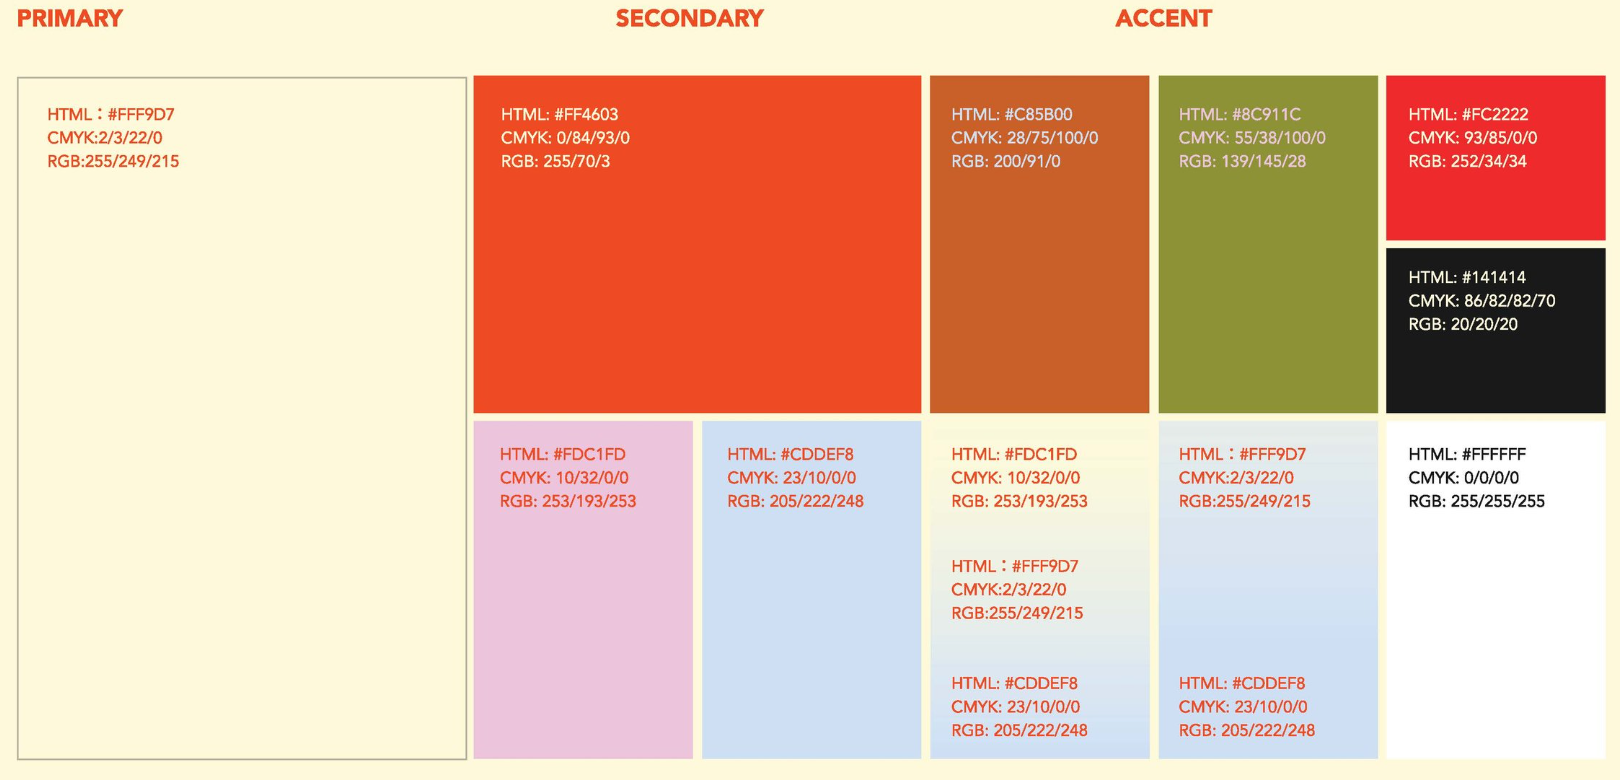 PRIMARY
SECONDARY
ACCENT
HTML：#FFF9D7
CMYK:2/3/22/0
RGB:255/249/215
HTML: #FF4603
CMYK: 0/84/93/0
RGB: 255/70/3
HTML: #C85B00
CMYK: 28/75/100/0
RGB: 200/91/0
HTML: #8C911C
CMYK: 55/38/100/0
RGB: 139/145/28
HTML: #FC2222
CMYK: 93/85/0/0
RGB: 252/34/34
HTML: #141414
CMYK: 86/82/82/70
RGB: 20/20/20
HTML: #FDC1FD
CMYK: 10/32/0/0
RGB: 253/193/253
HTML: #CDDEF8
CMYK: 23/10/0/0
RGB: 205/222/248
HTML: #FDC1FD
CMYK: 10/32/0/0
RGB: 253/193/253
HTML：#FFF9D7
CMYK:2/3/22/0
RGB:255/249/215
HTML: #CDDEF8
CMYK: 23/10/0/0
RGB: 205/222/248
HTML：#FFF9D7
CMYK:2/3/22/0
RGB:255/249/215
HTML: #CDDEF8
CMYK: 23/10/0/0
RGB: 205/222/248
HTML: #FFFFFF
CMYK: 0/0/0/0
RGB: 255/255/255